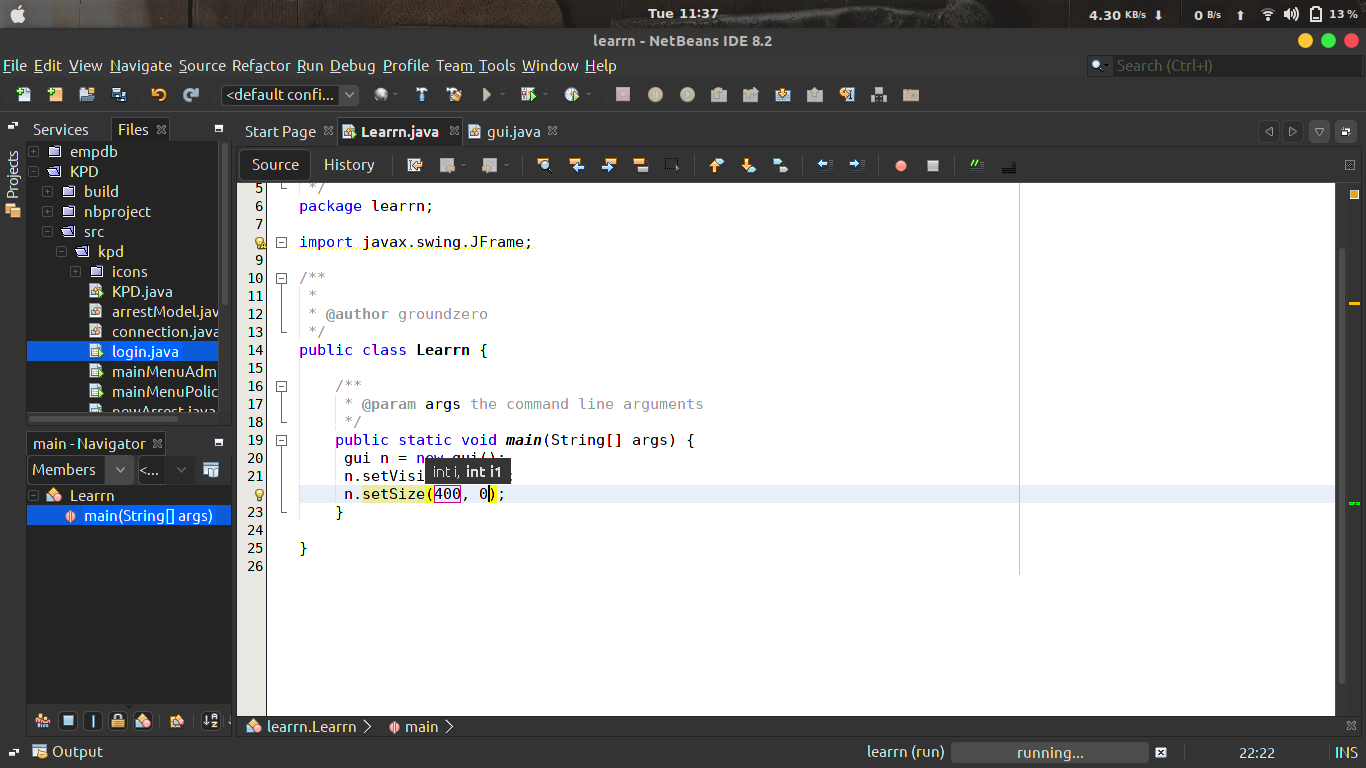 Tue 11:37
4.30 KB/s
0 B/s
13 %
learrn - NetBeans IDE 8.2
File Edit View Navigate Source Refactor Run Debug Profile Team Tools Window Help
Search (Ctrl+I)
<default confi...
Projects
Services
Files
empdb
KPD
build
nbproject
src
kpd
icons
KPD.java
arrestModel.jav
connection.java
login.java
mainMenuAdm
mainMenuPolic
newArrest.java
main - Navigator
Members
<...
Learrn
main(String[] args)
Start Page
Learrn.java
gui.java
Source
History
5 */
6 package learrn;
7
import javax.swing.JFrame;
9
10 /**
11 *
12 * @author groundzero
13 */
14 public class Learrn {
15
16 /**
17 * @param args the command line arguments
18 */
19 public static void main(String[] args) {
20 gui n = new gui();
int i, int i1
21 n.setVisi
n.setSize(400, 0);
23 }
24
25 }
26
learrn.Learrn
main
Output
learrn (run)
running...
22:22
INS